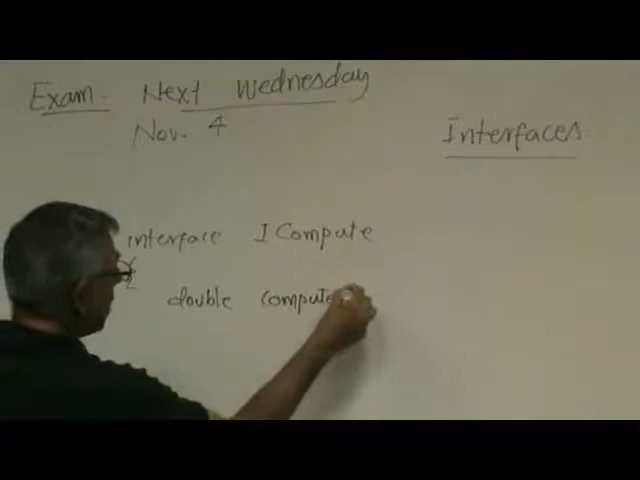 Exam. Next Wednesday
Nov. 4
Interfaces
interface ICompute
{
double compute